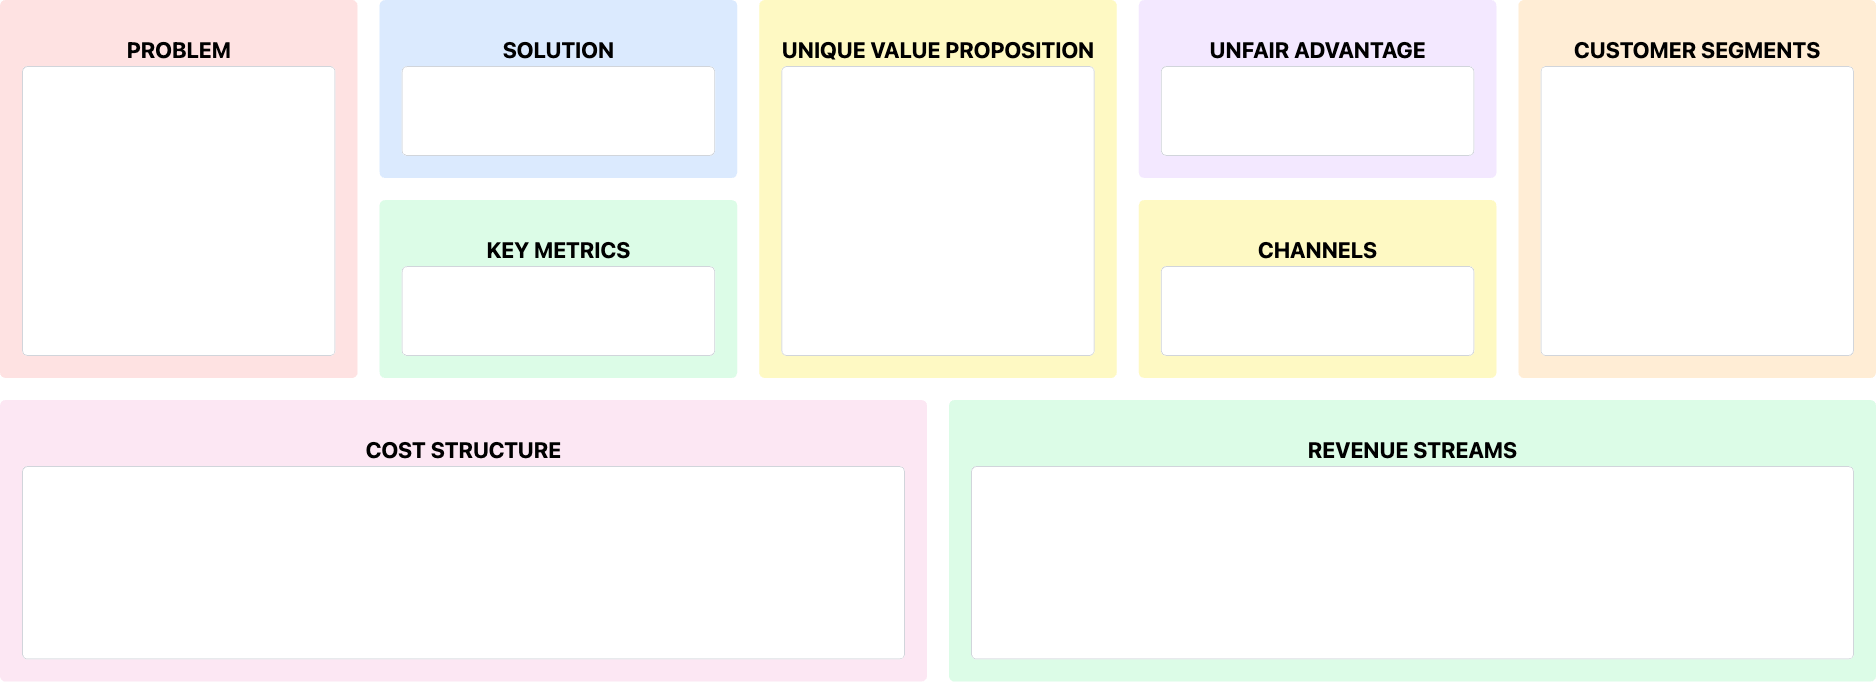 PROBLEM
SOLUTION
UNIQUE VALUE PROPOSITION
UNFAIR ADVANTAGE
CUSTOMER SEGMENTS
KEY METRICS
CHANNELS
COST STRUCTURE
REVENUE STREAMS